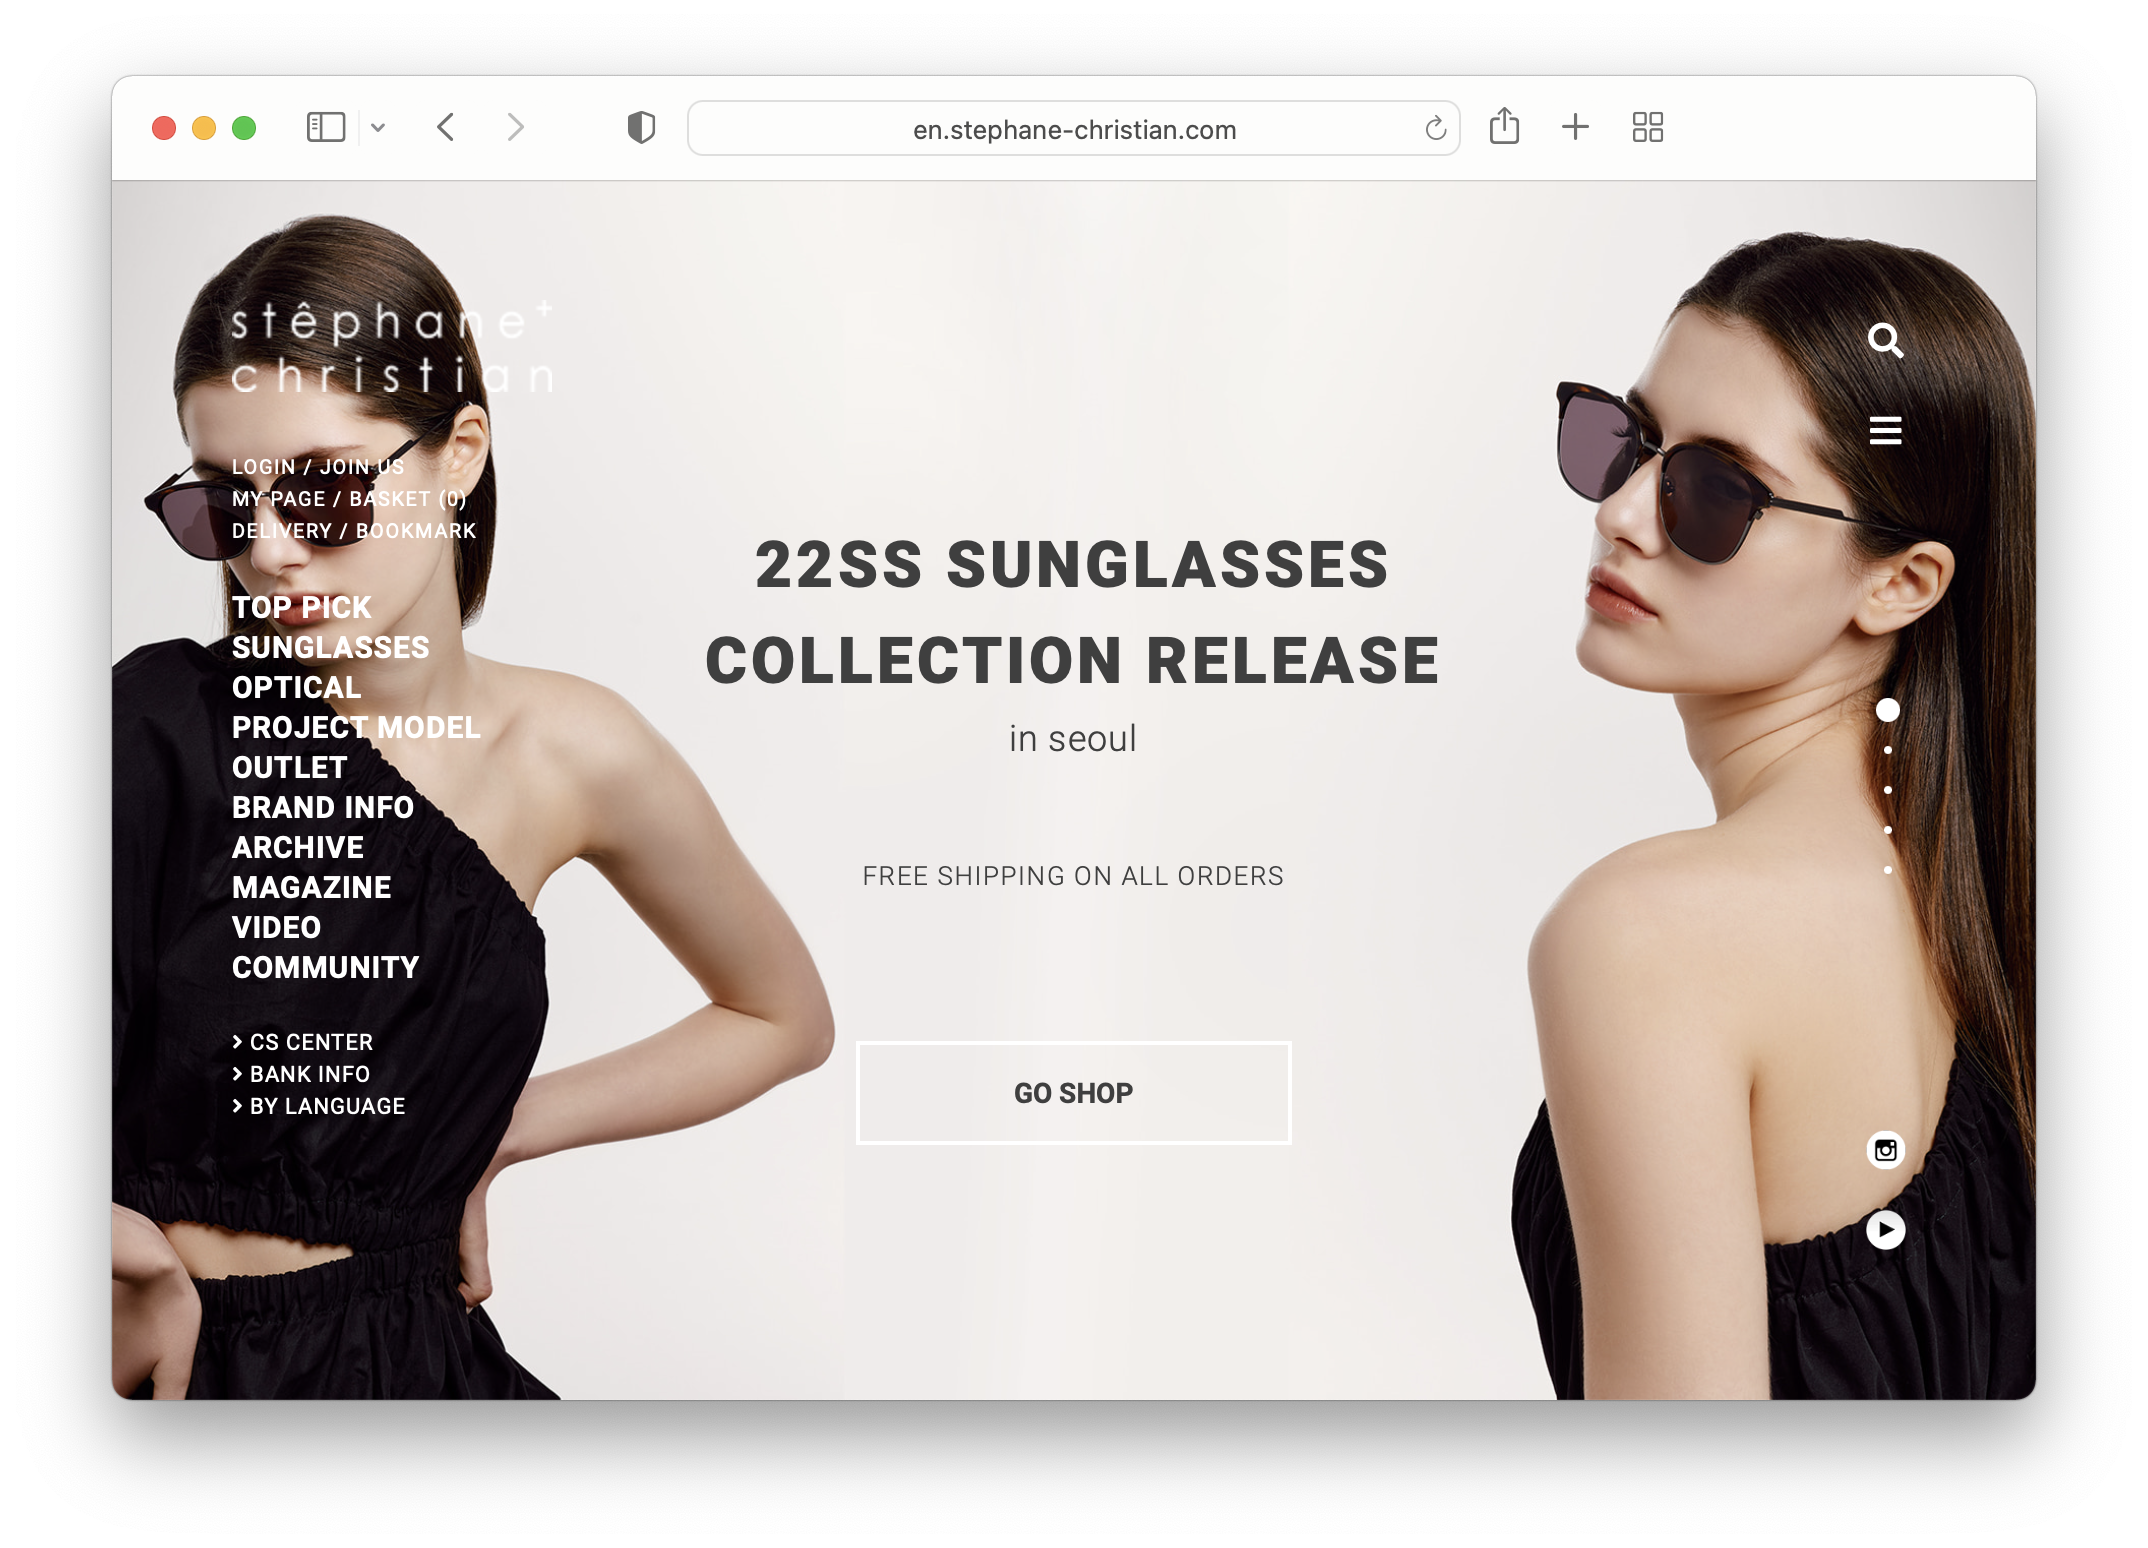 en.stephane-christian.com
stêphane+
christian
LOGIN / JOIN US
MY PAGE / BASKET (0)
DELIVERY / BOOKMARK
TOP PICK
SUNGLASSES
OPTICAL
PROJECT MODEL
OUTLET
BRAND INFO
ARCHIVE
MAGAZINE
VIDEO
COMMUNITY
> CS CENTER
> BANK INFO
> BY LANGUAGE
22SS SUNGLASSES
COLLECTION RELEASE
in seoul
FREE SHIPPING ON ALL ORDERS
GO SHOP